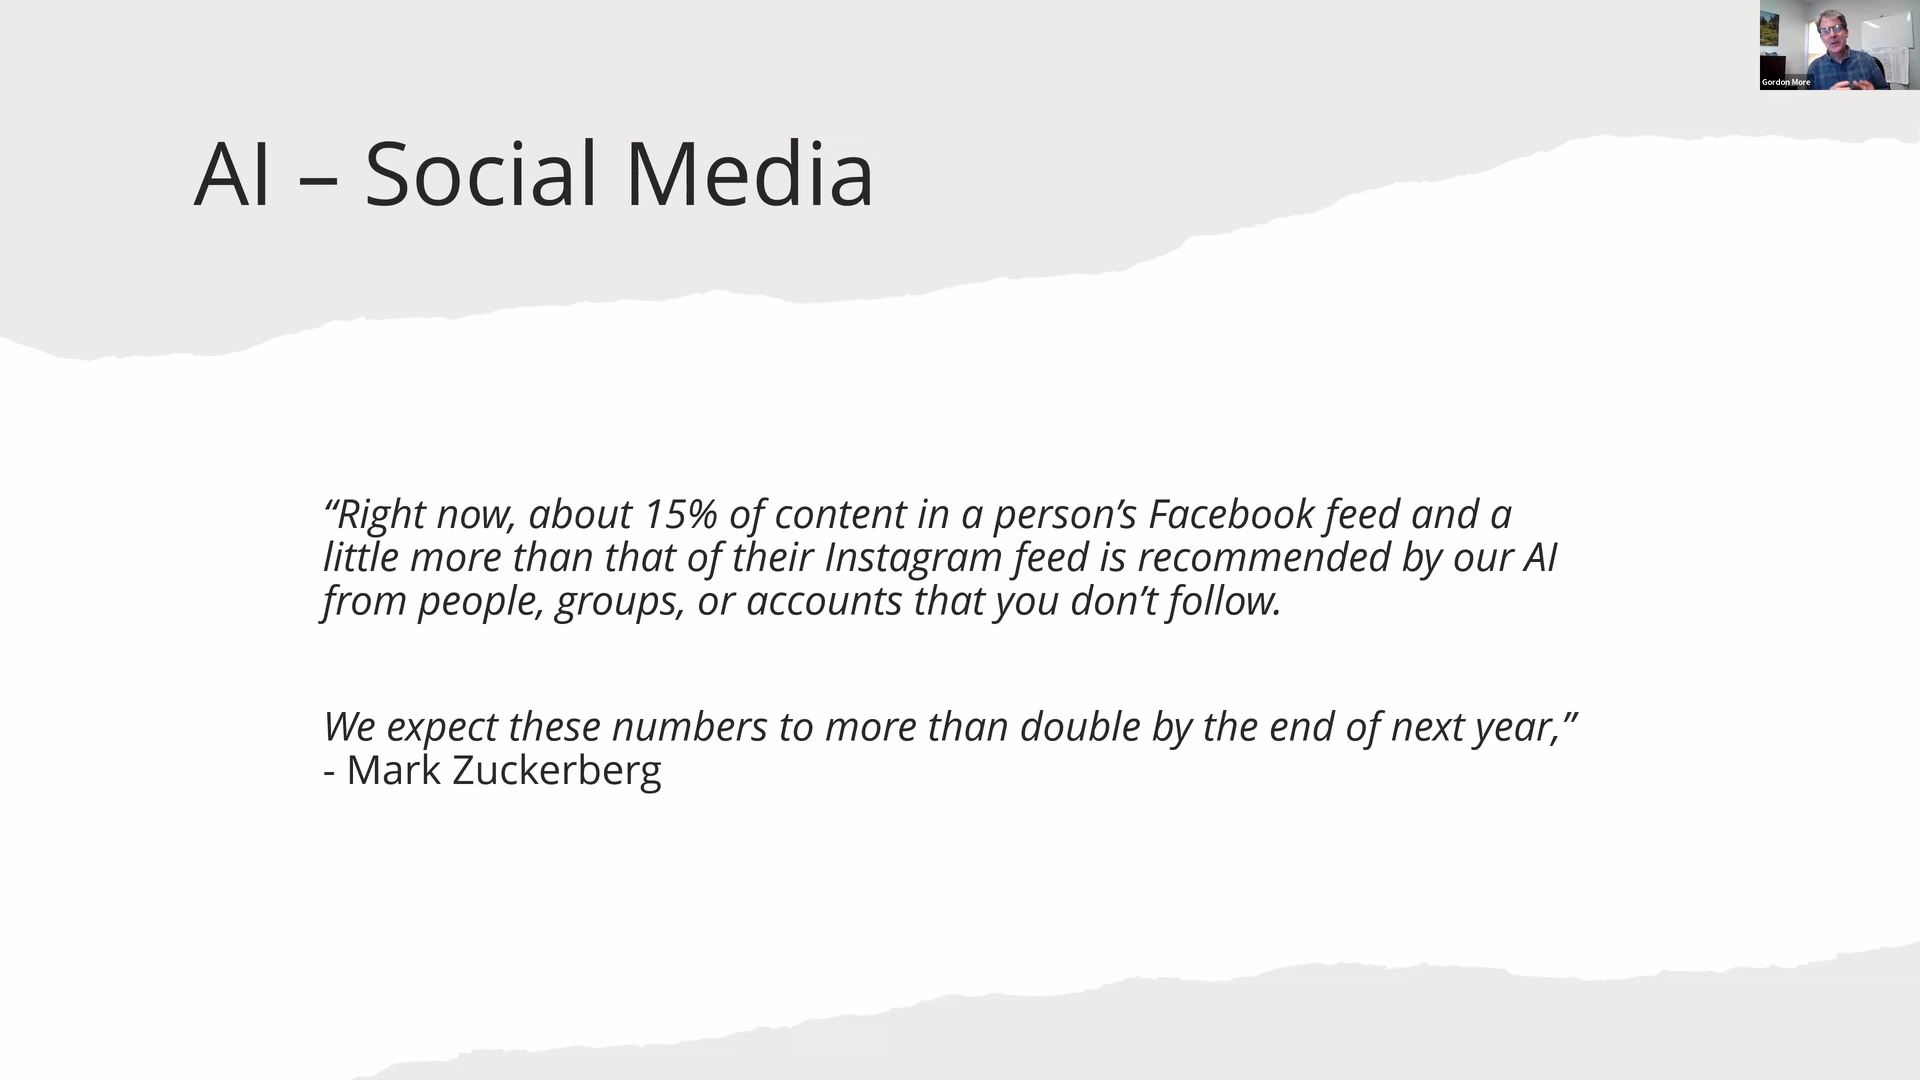 Gordon More
AI – Social Media
“Right now, about 15% of content in a person’s Facebook feed and a
little more than that of their Instagram feed is recommended by our AI
from people, groups, or accounts that you don’t follow.
We expect these numbers to more than double by the end of next year,”
- Mark Zuckerberg